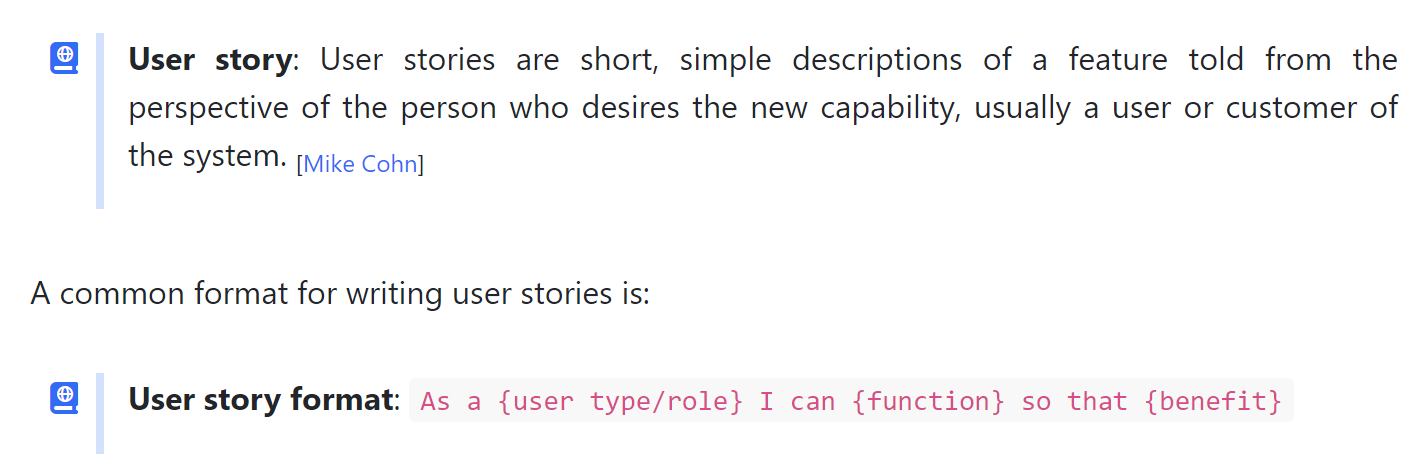 User story: User stories are short, simple descriptions of a feature told from the
perspective of the person who desires the new capability, usually a user or customer of
the system. [Mike Cohn]
A common format for writing user stories is:
User story format: As a {user type/role} I can {function} so that {benefit}